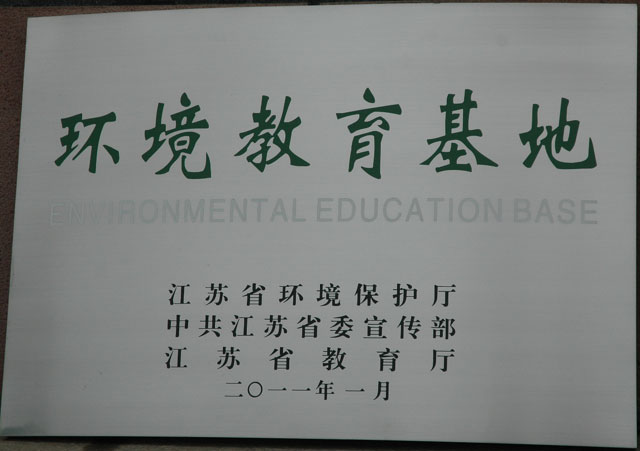 环境教育基地
ENVIRONMENTAL EDUCATION BASE
江苏省环境保护厅
中共江苏省委宣传部
江苏省教育厅
二〇一一年一月